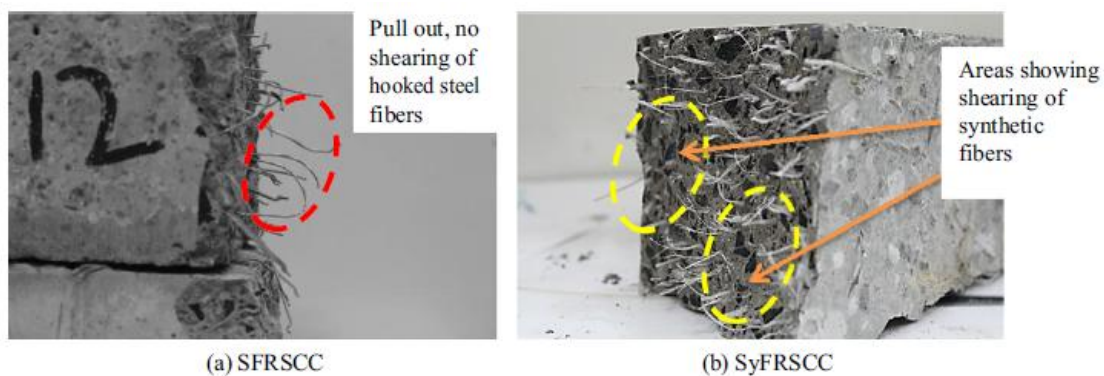 Pull out, no
shearing of
hooked steel
fibers
12
Areas showing
shearing of
synthetic
fibers
(a) SFRSCC
(b) SyFRSCC